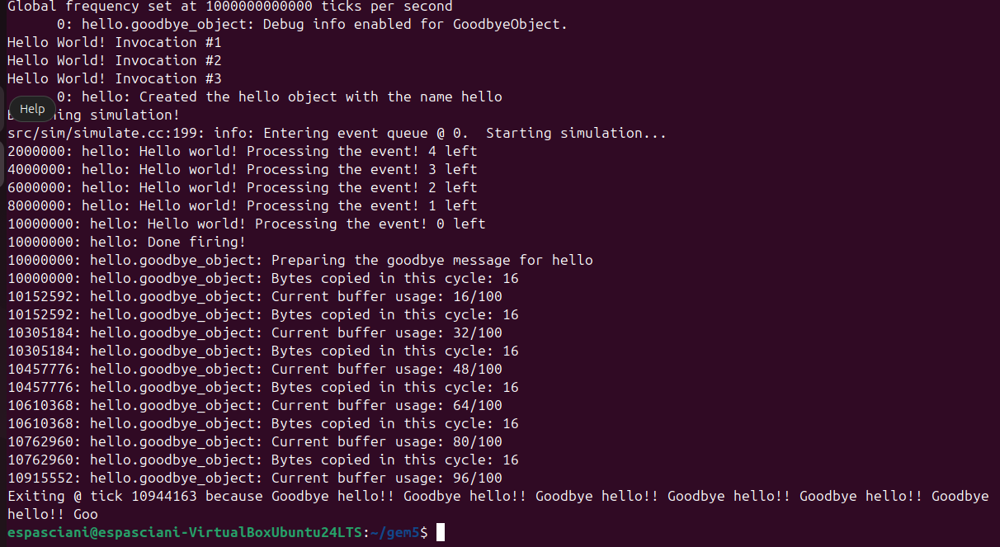 Global frequency set at 1000000000000 ticks per second
      0: hello.goodbye_object: Debug info enabled for GoodbyeObject.
Hello World! Invocation #1
Hello World! Invocation #2
Hello World! Invocation #3
0: hello: Created the hello object with the name hello
Help
simulation!
src/sim/simulate.cc:199: info: Entering event queue @ 0.  Starting simulation...
2000000: hello: Hello world! Processing the event! 4 left
4000000: hello: Hello world! Processing the event! 3 left
6000000: hello: Hello world! Processing the event! 2 left
8000000: hello: Hello world! Processing the event! 1 left
10000000: hello: Hello world! Processing the event! 0 left
10000000: hello: Done firing!
10000000: hello.goodbye_object: Preparing the goodbye message for hello
10000000: hello.goodbye_object: Bytes copied in this cycle: 16
10152592: hello.goodbye_object: Current buffer usage: 16/100
10152592: hello.goodbye_object: Bytes copied in this cycle: 16
10305184: hello.goodbye_object: Current buffer usage: 32/100
10305184: hello.goodbye_object: Bytes copied in this cycle: 16
10457776: hello.goodbye_object: Current buffer usage: 48/100
10457776: hello.goodbye_object: Bytes copied in this cycle: 16
10610368: hello.goodbye_object: Current buffer usage: 64/100
10610368: hello.goodbye_object: Bytes copied in this cycle: 16
10762960: hello.goodbye_object: Current buffer usage: 80/100
10762960: hello.goodbye_object: Bytes copied in this cycle: 16
10915552: hello.goodbye_object: Current buffer usage: 96/100
Exiting @ tick 10944163 because Goodbye hello!! Goodbye hello!! Goodbye hello!! Goodbye hello!! Goodbye hello!! Goodbye
hello!! Goo
espasciani@espasciani-VirtualBoxUbuntu24LTS:~/gem5$